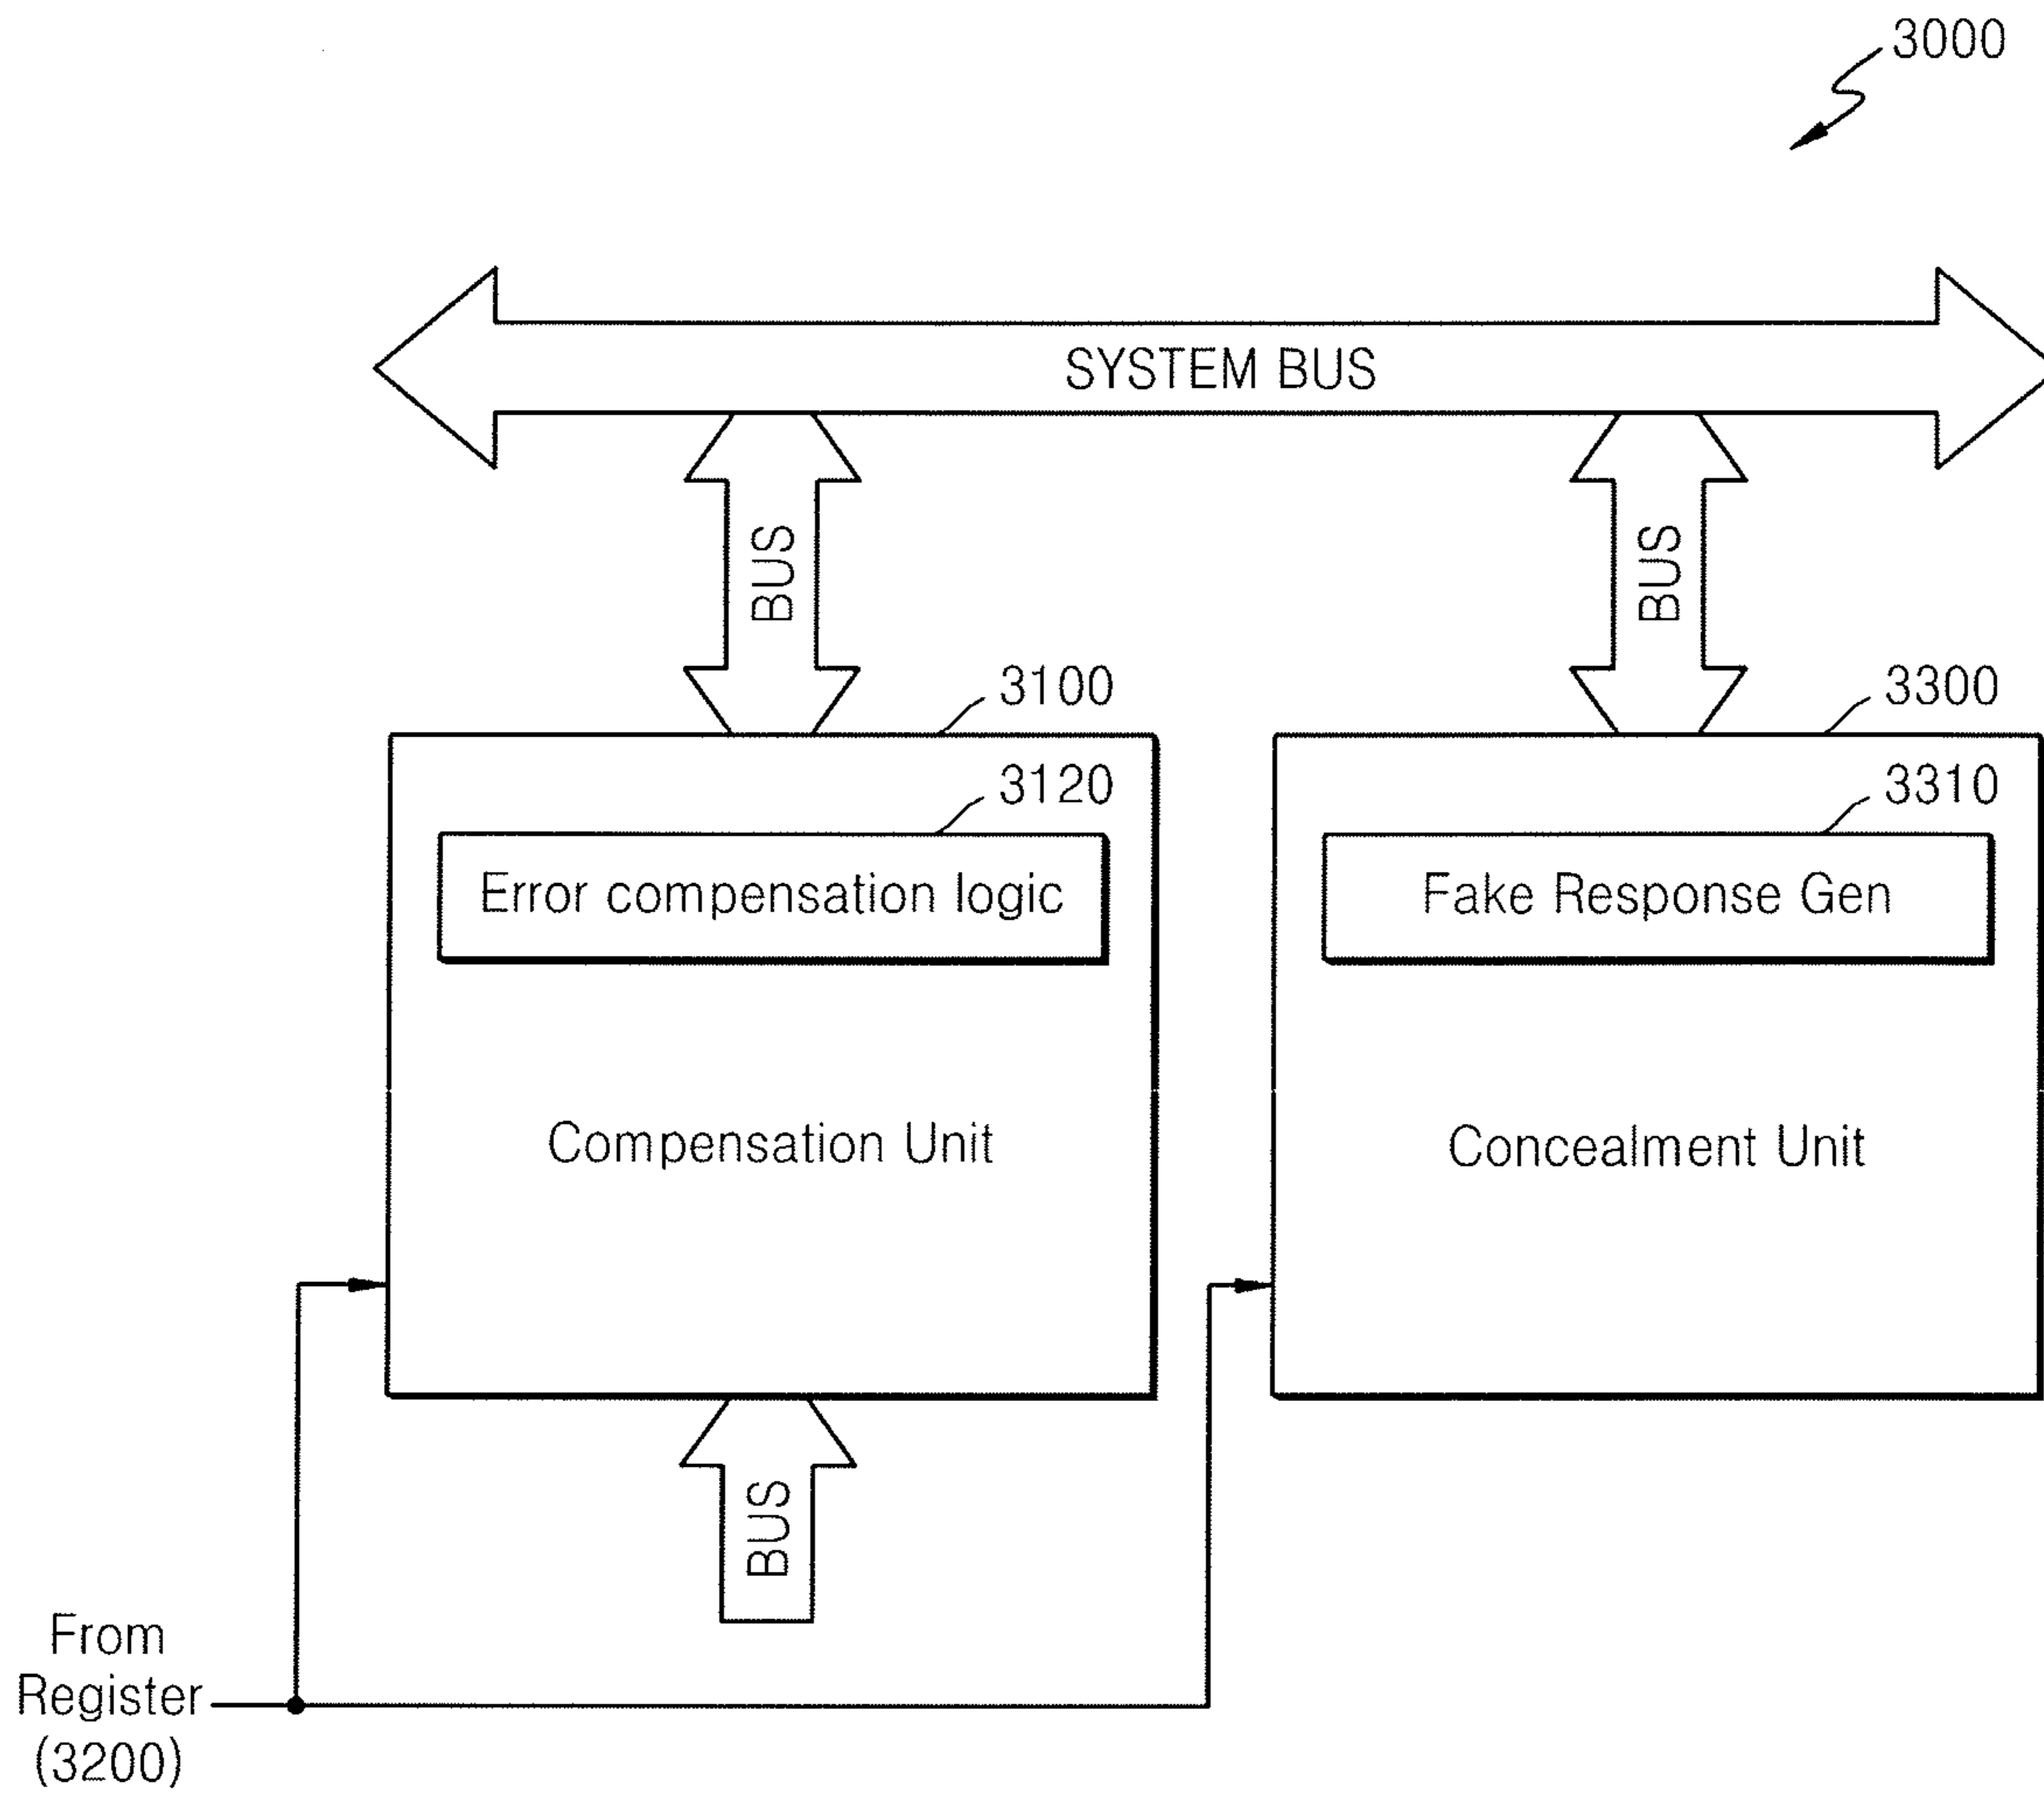 3000
SYSTEM BUS
BUS
BUS
3100
3300
3120
3310
Error compensation logic
Fake Response Gen
Compensation Unit
Concealment Unit
BUS
From
Register
(3200)